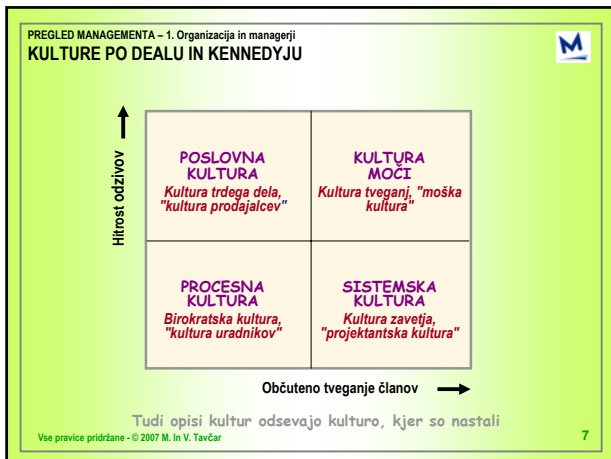 PREGLED MANAGEMENTA – 1. Organizacija in managerji
KULTURE PO DEALU IN KENNEDYJU
M
Hitrost odzivov
POSLOVNA
KULTURA
Kultura trdega dela,
"kultura prodajalcev"
KULTURA
MOČI
Kultura tveganj, "moška
kultura"
PROCESNA
KULTURA
Birokratska kultura,
"kultura uradnikov"
SISTEMSKA
KULTURA
Kultura zavetja,
"projektantska kultura"
Občuteno tveganje članov
Tudi opisi kultur odsevajo kulturo, kjer so nastali
Vse pravice pridržane - © 2007 M. In V. Tavčar
7